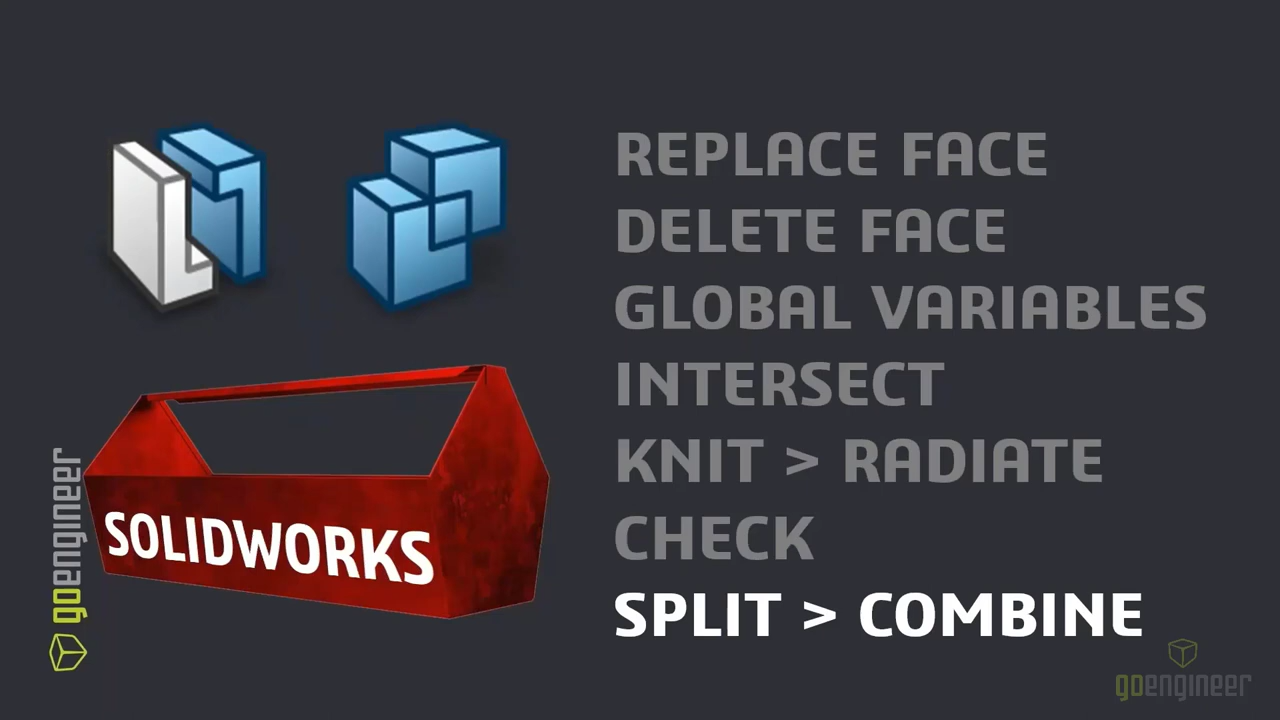 REPLACE FACE
DELETE FACE
GLOBAL VARIABLES
INTERSECT
KNIT > RADIATE
CHECK
SPLIT > COMBINE
SOLIDWORKS
goengineer
goengineer